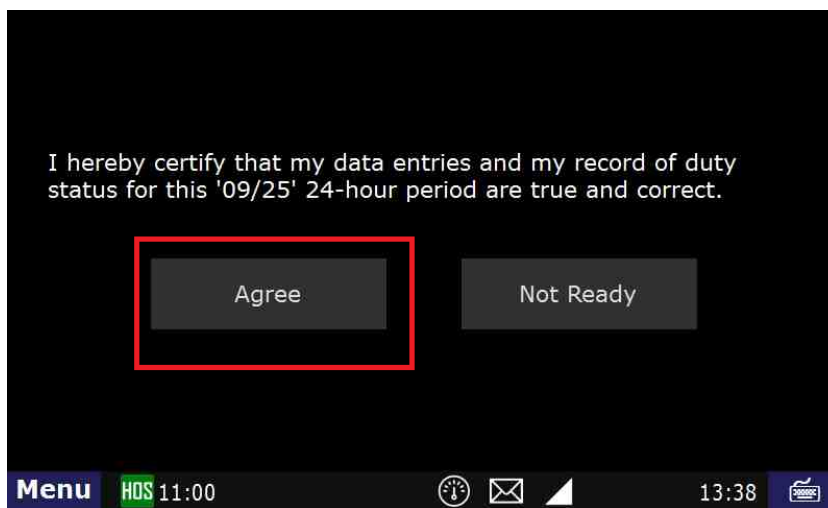 I hereby certify that my data entries and my record of duty
status for this '09/25' 24-hour period are true and correct.
Agree Not Ready
Menu HOS 11:00 13:38